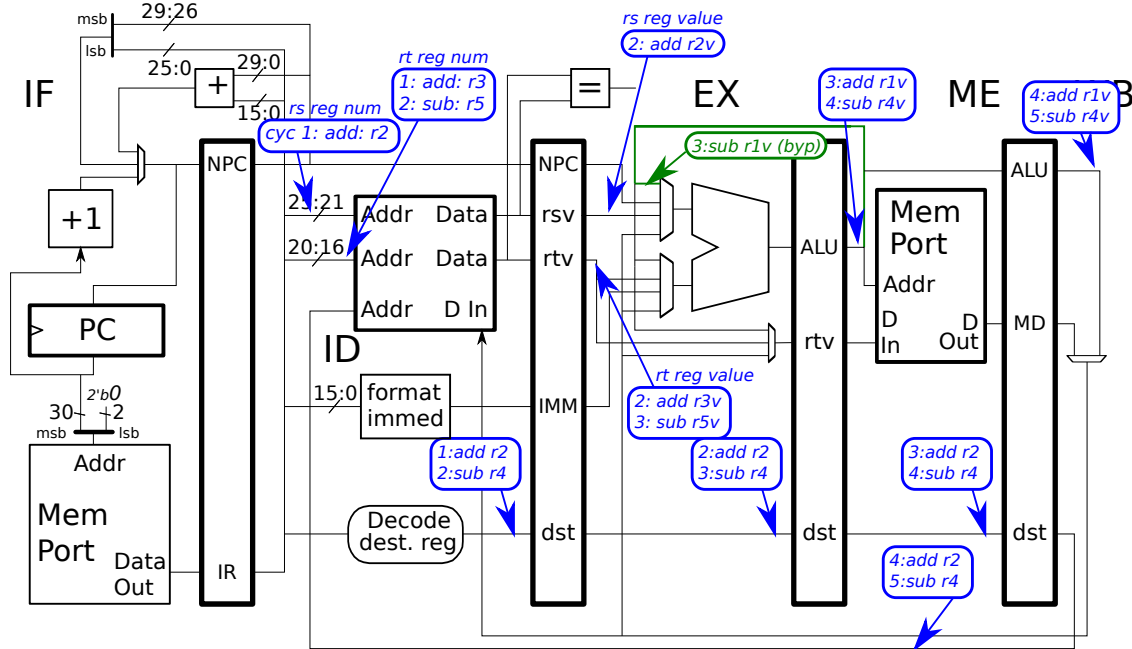 29:26
msb
lsb
25:0
29:0
+
15:0
IF
rs reg value
2: add r2v
rt reg num
1: add: r3
2: sub: r5
rs reg num
cyc 1: add: r2
=
EX
3:add r1v
4:sub r4v
ME
4:add r1v
5:sub r4v
3:sub r1v (byp)
NPC
NPC
ALU
+1
25:21
Addr
Data
rsv
Mem
Port
20:16
Addr
Data
rtv
ALU
Addr
Addr
D In
PC
ID
D
In
D
Out
MD
rtv
rt reg value
2: add r3v
3: sub r5v
15:0
format
immed
IMM
2'b0
30
2
msb
lsb
Addr
1:add r2
2:sub r4
2:add r2
3:sub r4
3:add r2
4:sub r4
Mem
Port
Data
Out
IR
Decode
dest. reg
dst
dst
dst
4:add r2
5:sub r4